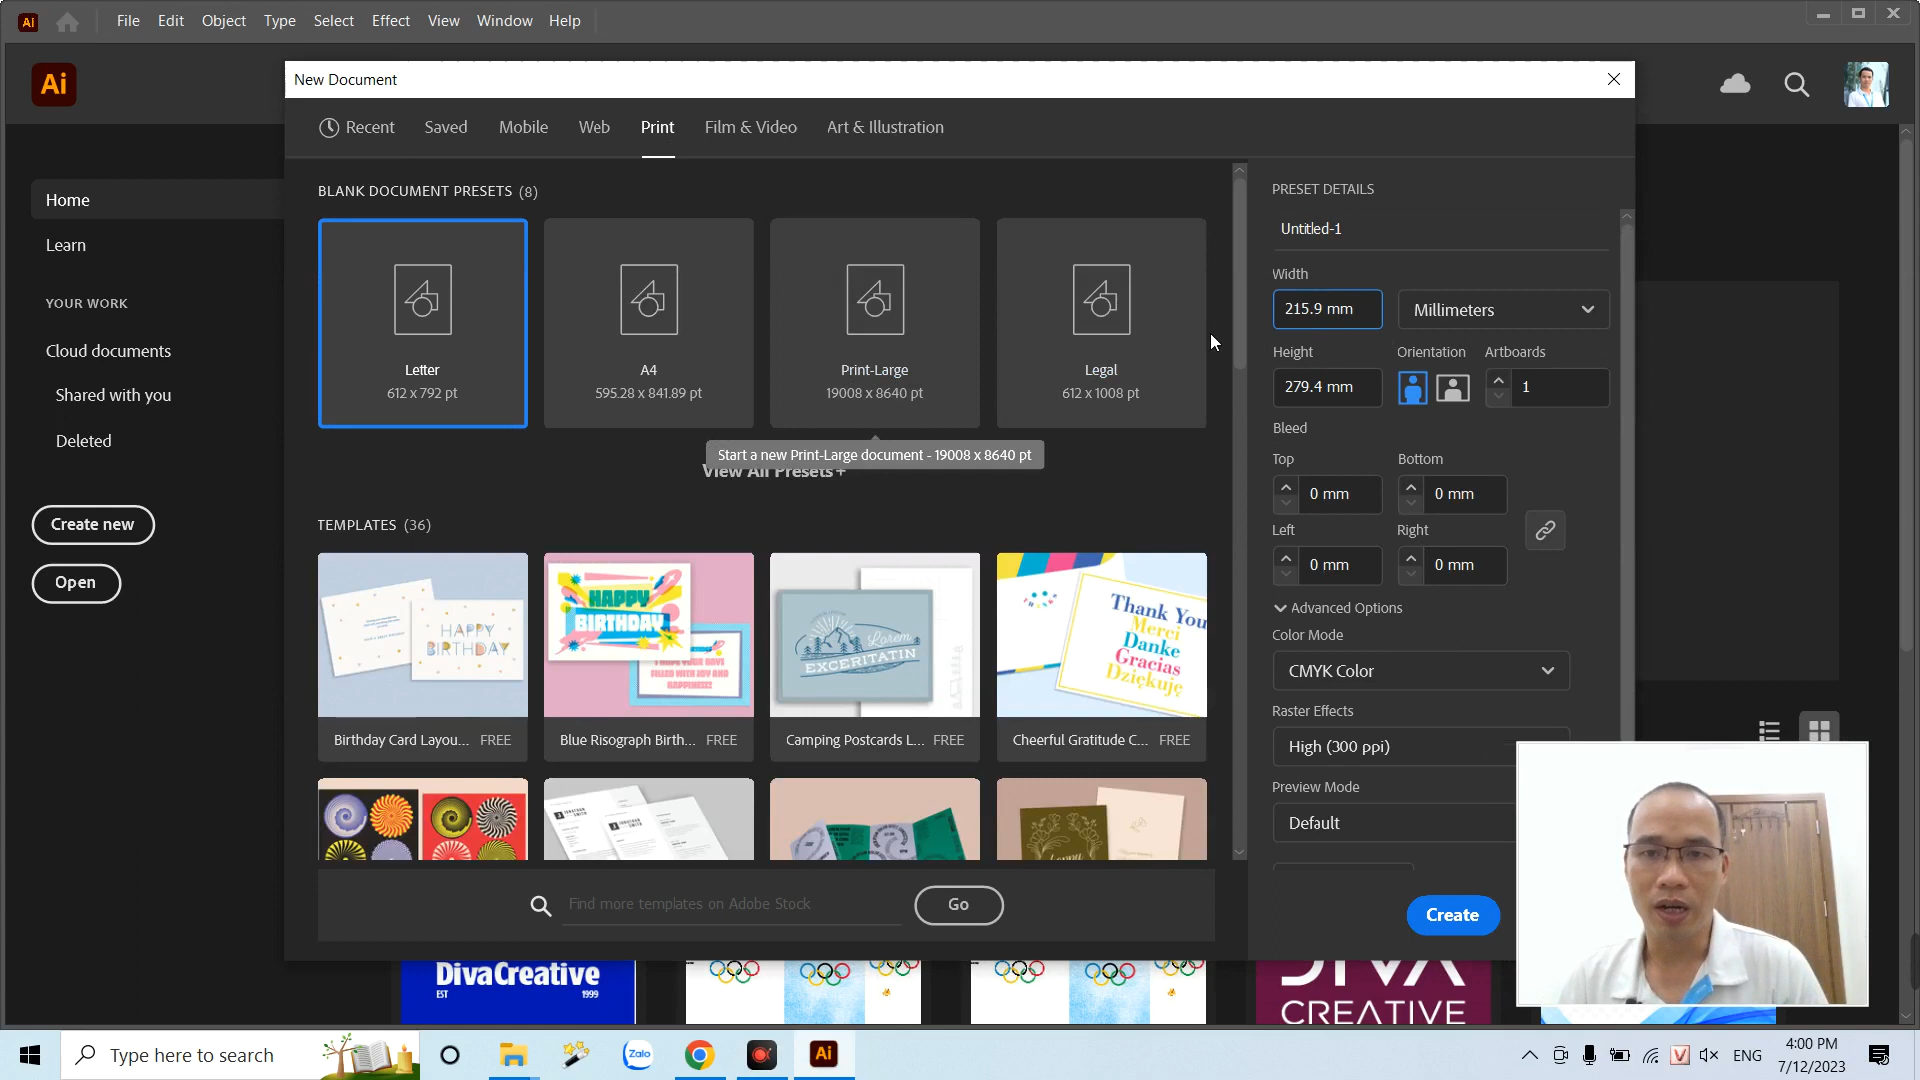 Ai
File
Edit
Object
Type
Select
Effect
View
Window
Help
Ai
New Document
Recent
Saved
Mobile
Web
Print
Film & Video
Art & Illustration
Home
Learn
YOUR WORK
Cloud documents
Shared with you
Deleted
Create new
Open
BLANK DOCUMENT PRESETS (8)
Letter
612 x 792 pt
A4
595.28 x 841.89 pt
Print-Large
19008 x 8640 pt
Legal
612 x 1008 pt
Start a new Print-Large document - 19008 x 8640 pt
View All Presets +
TEMPLATES (36)
HAPPY
BIRTHDAY
HAPPY
BIRTHDAY
FILLED WITH JOY AND
HAPPINESS!
Lorem
EXCERITATIN
Thank You
Merci
Danke
Gracias
Dziękuję
Birthday Card Layou...
FREE
Blue Risograph Birth...
FREE
Camping Postcards L...
FREE
Cheerful Gratitude C...
FREE
Find more templates on Adobe Stock
Go
PRESET DETAILS
Untitled-1
Width
215.9 mm
Millimeters
Height
Orientation
Artboards
279.4 mm
1
Bleed
Top
Bottom
0 mm
0 mm
Left
Right
0 mm
0 mm
Advanced Options
Color Mode
CMYK Color
Raster Effects
High (300 ppi)
Preview Mode
Default
Create
DivaCreative
EST
1999
DIVA
CREATIVE
Type here to search
Zalo
Ai
V
ENG
4:00 PM
7/12/2023